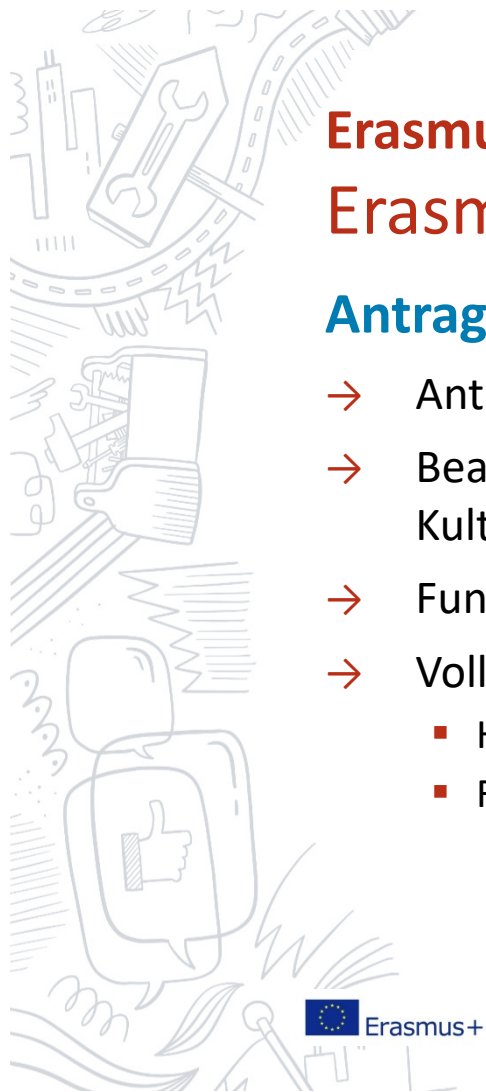 Erasmu
Erasm
Antrag
→ Ant
→ Bea
Kult
→ Fun
→ Voll
▪ H
▪ F
Erasmus+